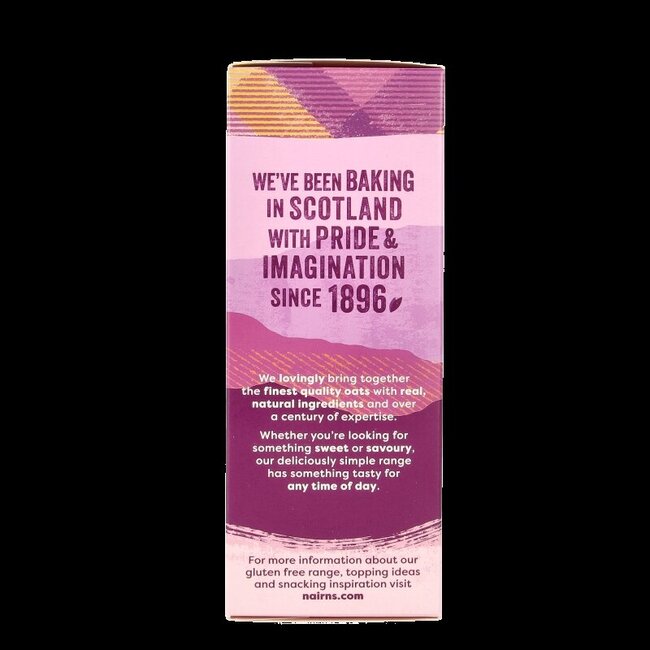 WE'VE BEEN BAKING
IN SCOTLAND
WITH PRIDE &
IMAGINATION
SINCE 1896
We lovingly bring together
the finest quality oats with real,
natural ingredients and over
a century of expertise.
Whether you're looking for
something sweet or savoury,
our deliciously simple range
has something tasty for
any time of day.
For more information about our
gluten free range, topping ideas
and snacking inspiration visit
nairns.com